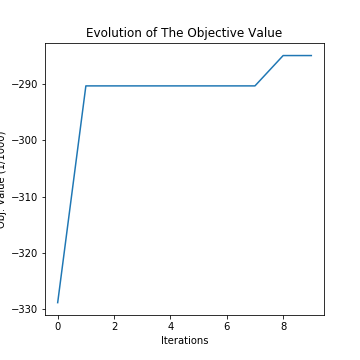 Evolution of The Objective Value
Obj. Value (1/1000)
−290
−300
−310
−320
−330
0 2 4 6 8
Iterations